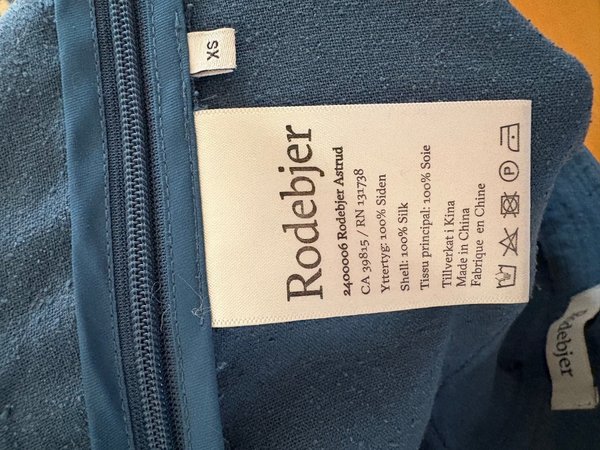 XS
Rodebjer
2400006 Rodebjer Astrud
CA 39815 / RN 131738
Yttertyg: 100% Siden
Shell: 100% Silk
Tissu principal: 100% Soie
Tillverkat i Kina
Made in China
Fabriqué en Chine
P
Rodebjer